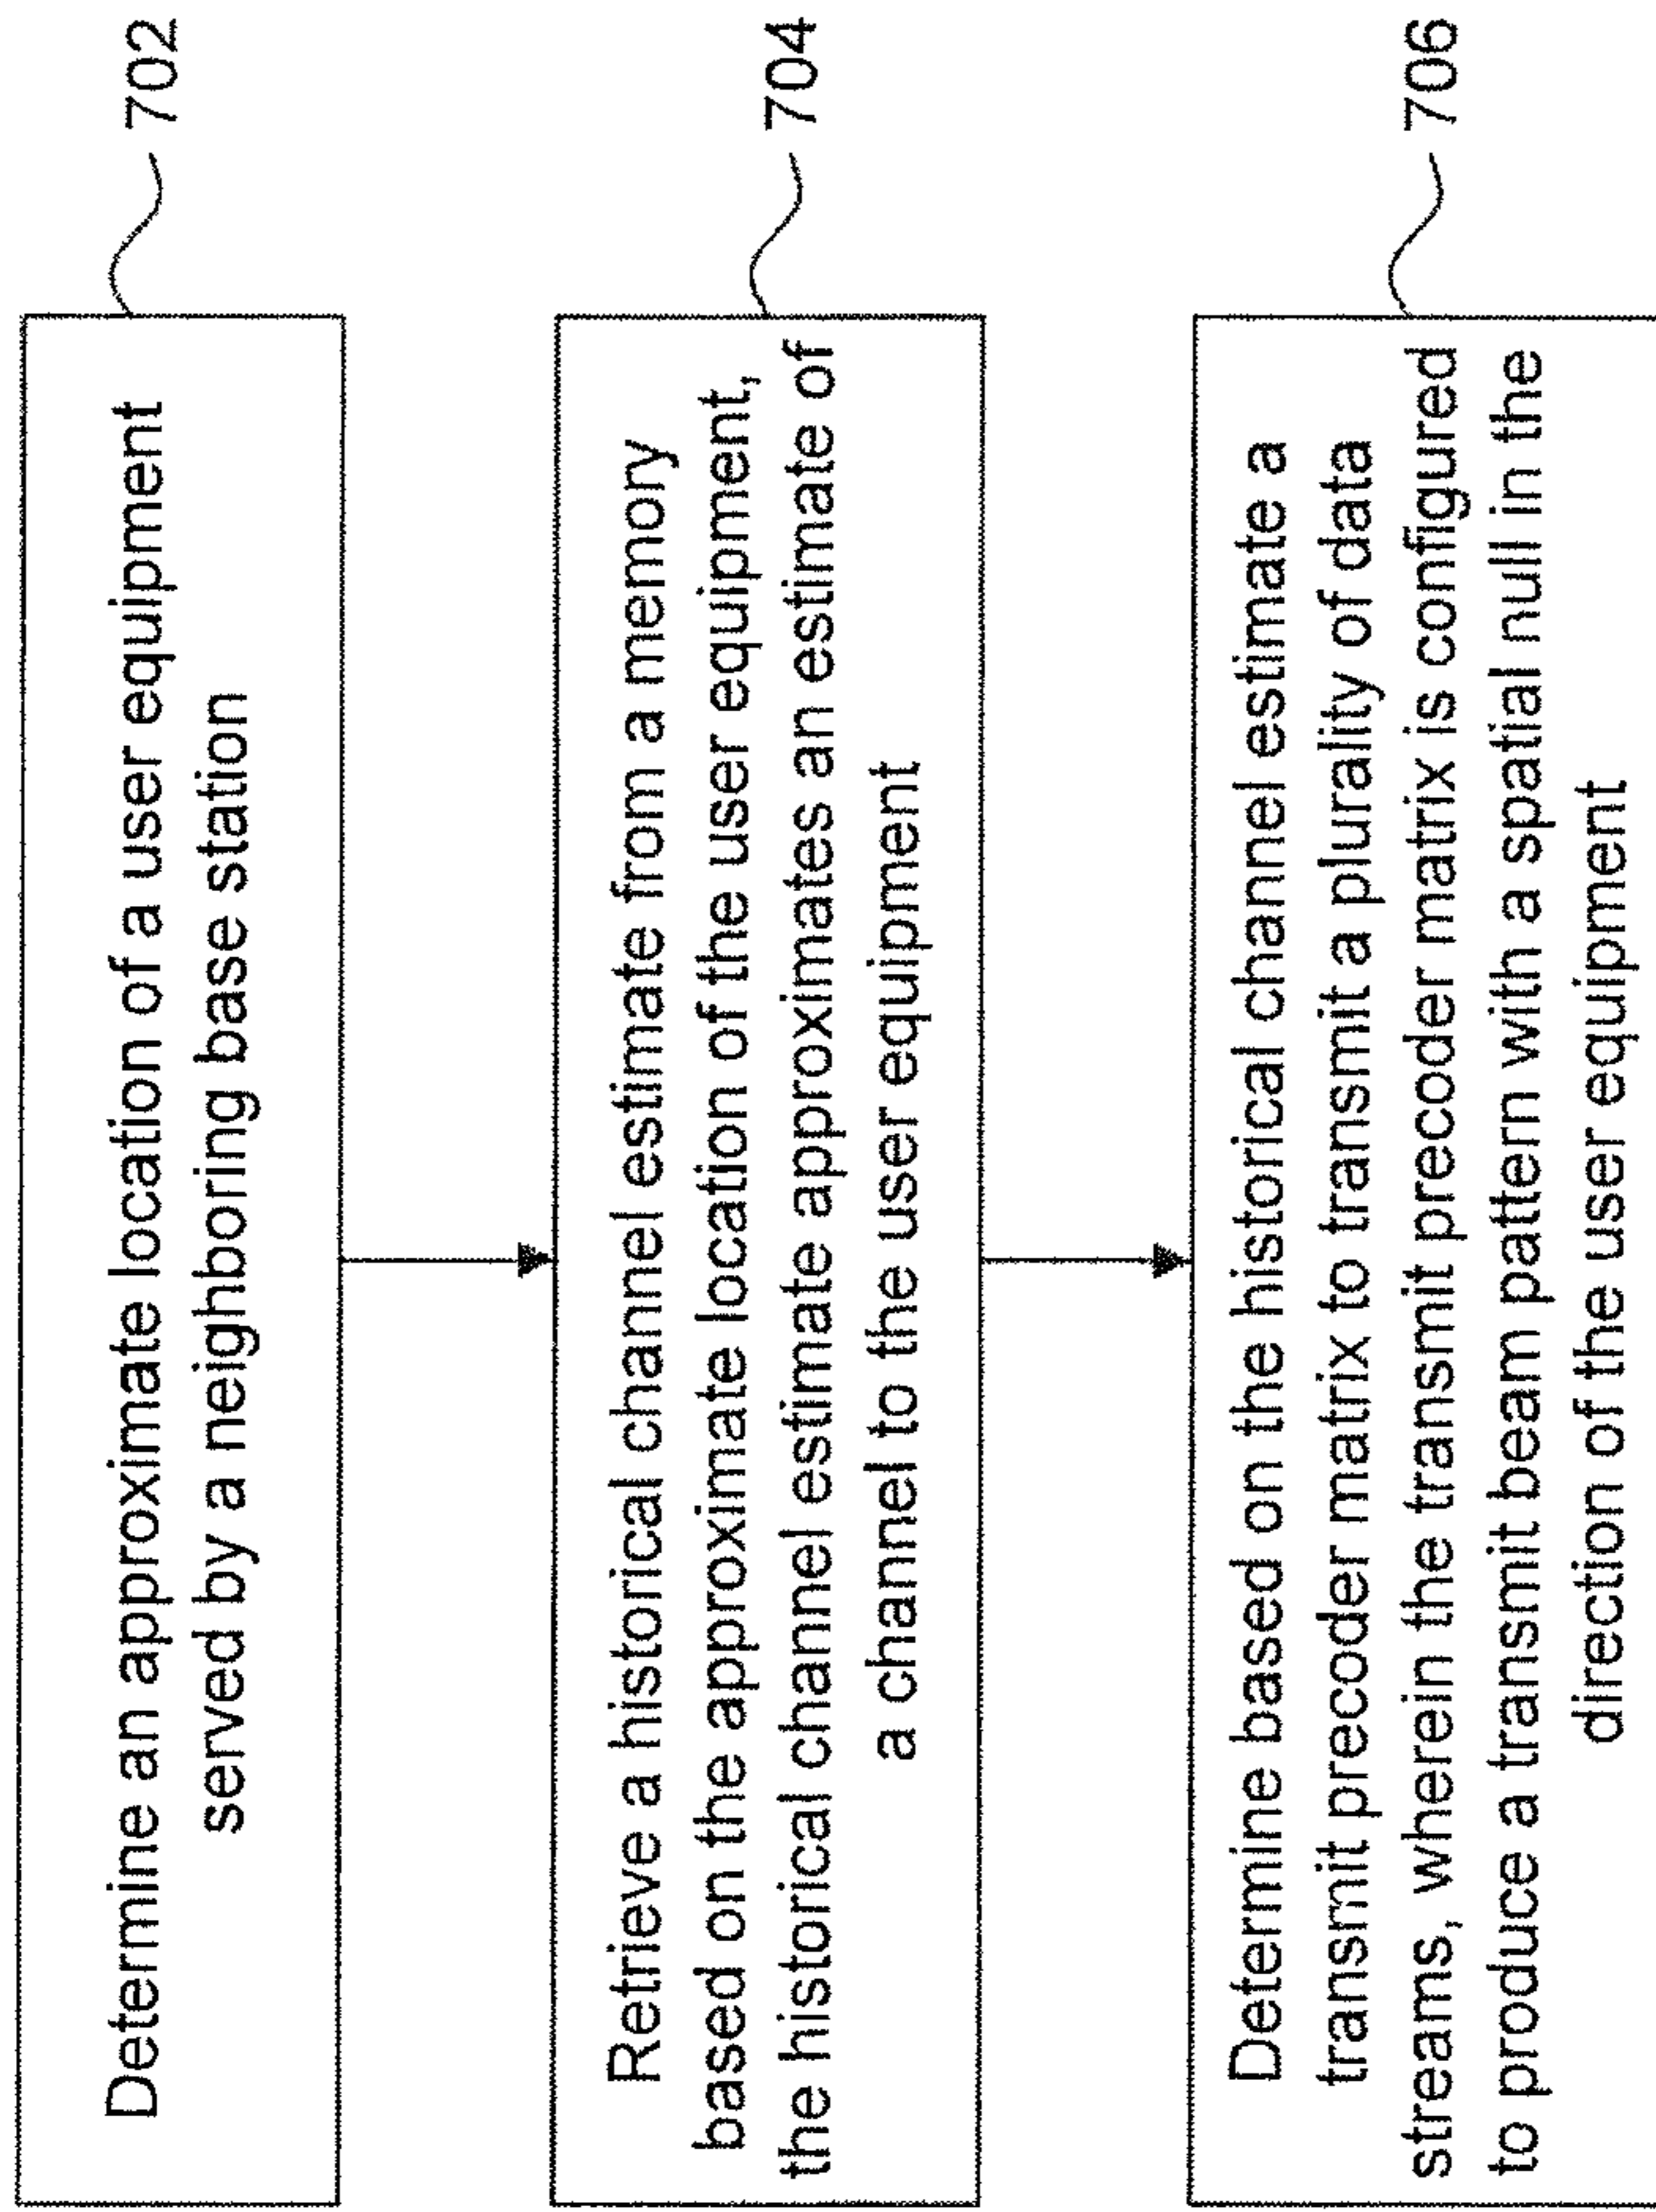 Determine an approximate location of a user equipment
served by a neighboring base station
702
Retrieve a historical channel estimate from a memory
based on the approximate location of the user equipment,
the historical channel estimate approximates an estimate of
a channel to the user equipment
704
Determine based on the historical channel estimate a
transmit precoder matrix to transmit a plurality of data
streams, wherein the transmit precoder matrix is configured
to produce a transmit beam pattern with a spatial null in the
direction of the user equipment
706